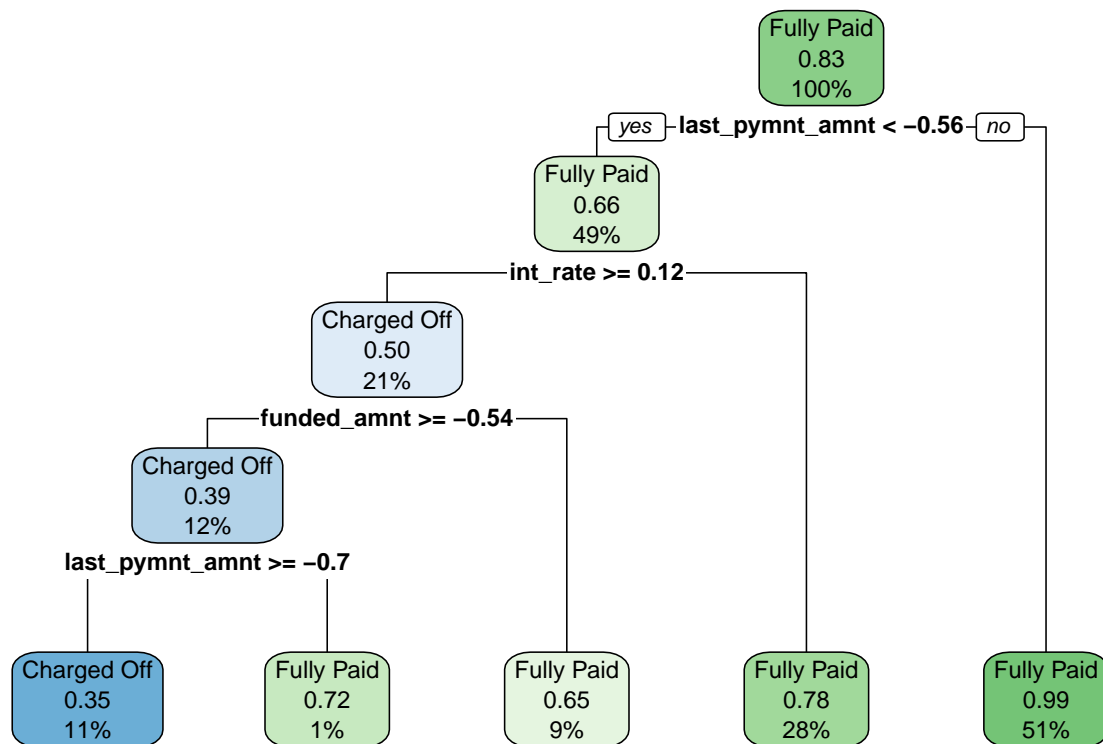 Fully Paid
0.83
100%
yes last_pymnt_amnt < −0.56 no
Fully Paid
0.66
49%
int_rate >= 0.12
Charged Off
0.50
21%
funded_amnt >= −0.54
Charged Off
0.39
12%
last_pymnt_amnt >= −0.7
Charged Off
0.35
11%
Fully Paid
0.72
1%
Fully Paid
0.65
9%
Fully Paid
0.78
28%
Fully Paid
0.99
51%